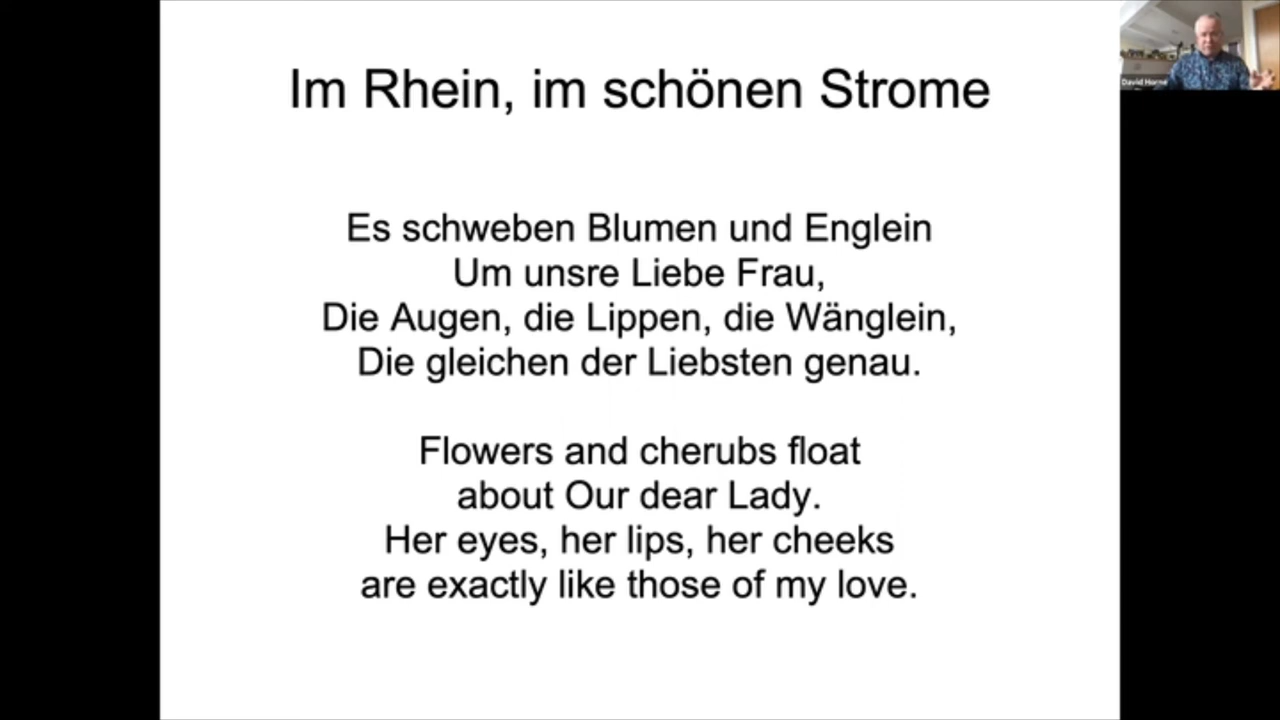 Im Rhein, im schönen Strome
Es schweben Blumen und Englein
Um unsre Liebe Frau,
Die Augen, die Lippen, die Wänglein,
Die gleichen der Liebsten genau.
Flowers and cherubs float
about Our dear Lady.
Her eyes, her lips, her cheeks
are exactly like those of my love.
David Horne